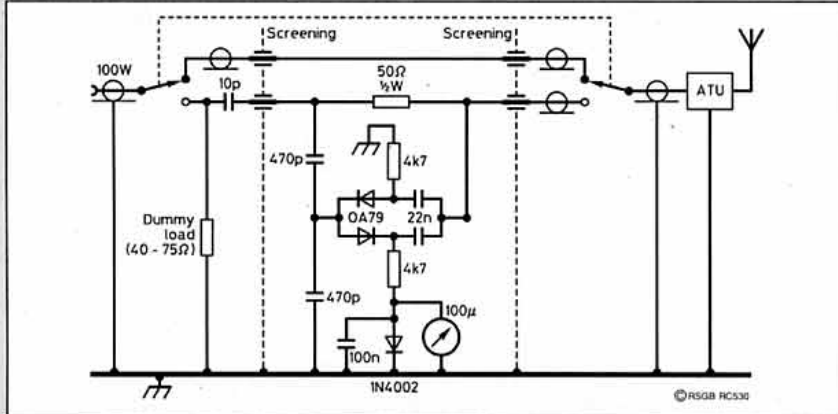 Screening
Screening
100W
50Ω
½W
ATU
10p
470p
4k7
OA79
22n
Dummy
load
(40 - 75Ω)
4k7
470p
100μ
100n
1N4002
©RSGB RC530